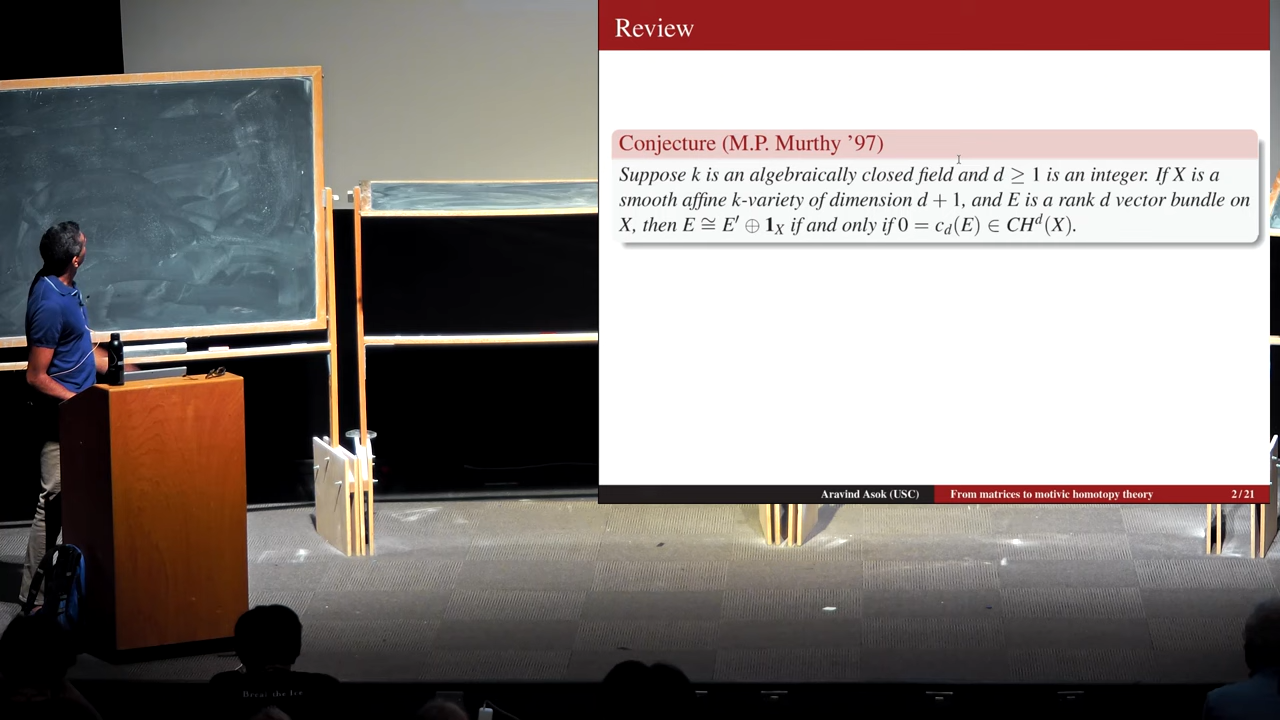 Review
Conjecture (M.P. Murthy ’97)
Suppose k is an algebraically closed field and d ≥ 1 is an integer. If X is a
smooth affine k-variety of dimension d + 1, and E is a rank d vector bundle on
X, then E ≅ E′ ⊕ 𝟏_X if and only if 0 = c_d(E) ∈ CH^d(X).
Aravind Asok (USC) From matrices to motivic homotopy theory 2 / 21